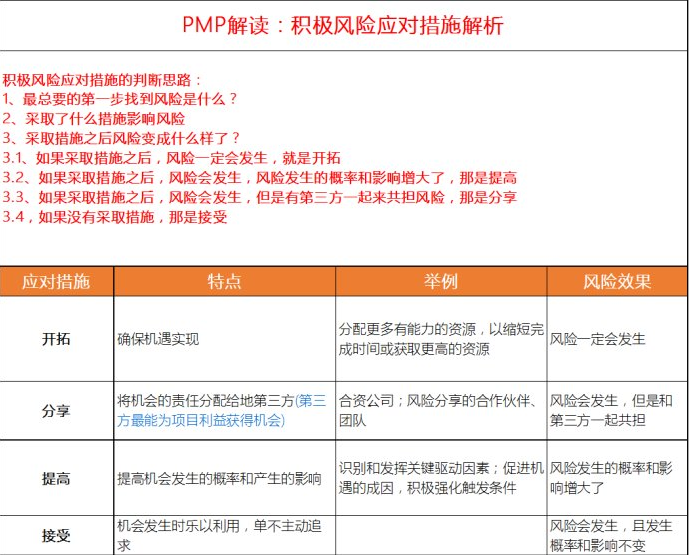 PMP解读：积极风险应对措施解析
积极风险应对措施的判断思路：
1、最总要的第一步找到风险是什么？
2、采取了什么措施影响风险
3、采取措施之后风险变成什么样了？
3.1、如果采取措施之后，风险一定会发生，就是开拓
3.2、如果采取措施之后，风险会发生，风险发生的概率和影响增大了，那是提高
3.3、如果采取措施之后，风险会发生，但是有第三方一起来共担风险，那是分享
3.4，如果没有采取措施，那是接受
应对措施 特点 举例 风险效果
开拓
确保机遇实现
分配更多有能力的资源，以缩短完
成时间或获取更高的资源
风险一定会发生
分享
将机会的责任分配给地第三方(第三
方最能为项目利益获得机会)
合资公司；风险分享的合作伙伴、
团队
风险会发生，但是和
第三方一起共担
提高
提高机会发生的概率和产生的影响
识别和发挥关键驱动因素；促进机
遇的成因，积极强化触发条件
风险发生的概率和影
响增大了
接受
机会发生时乐以利用，单不主动追
求
风险会发生，且发生
概率和影响不变